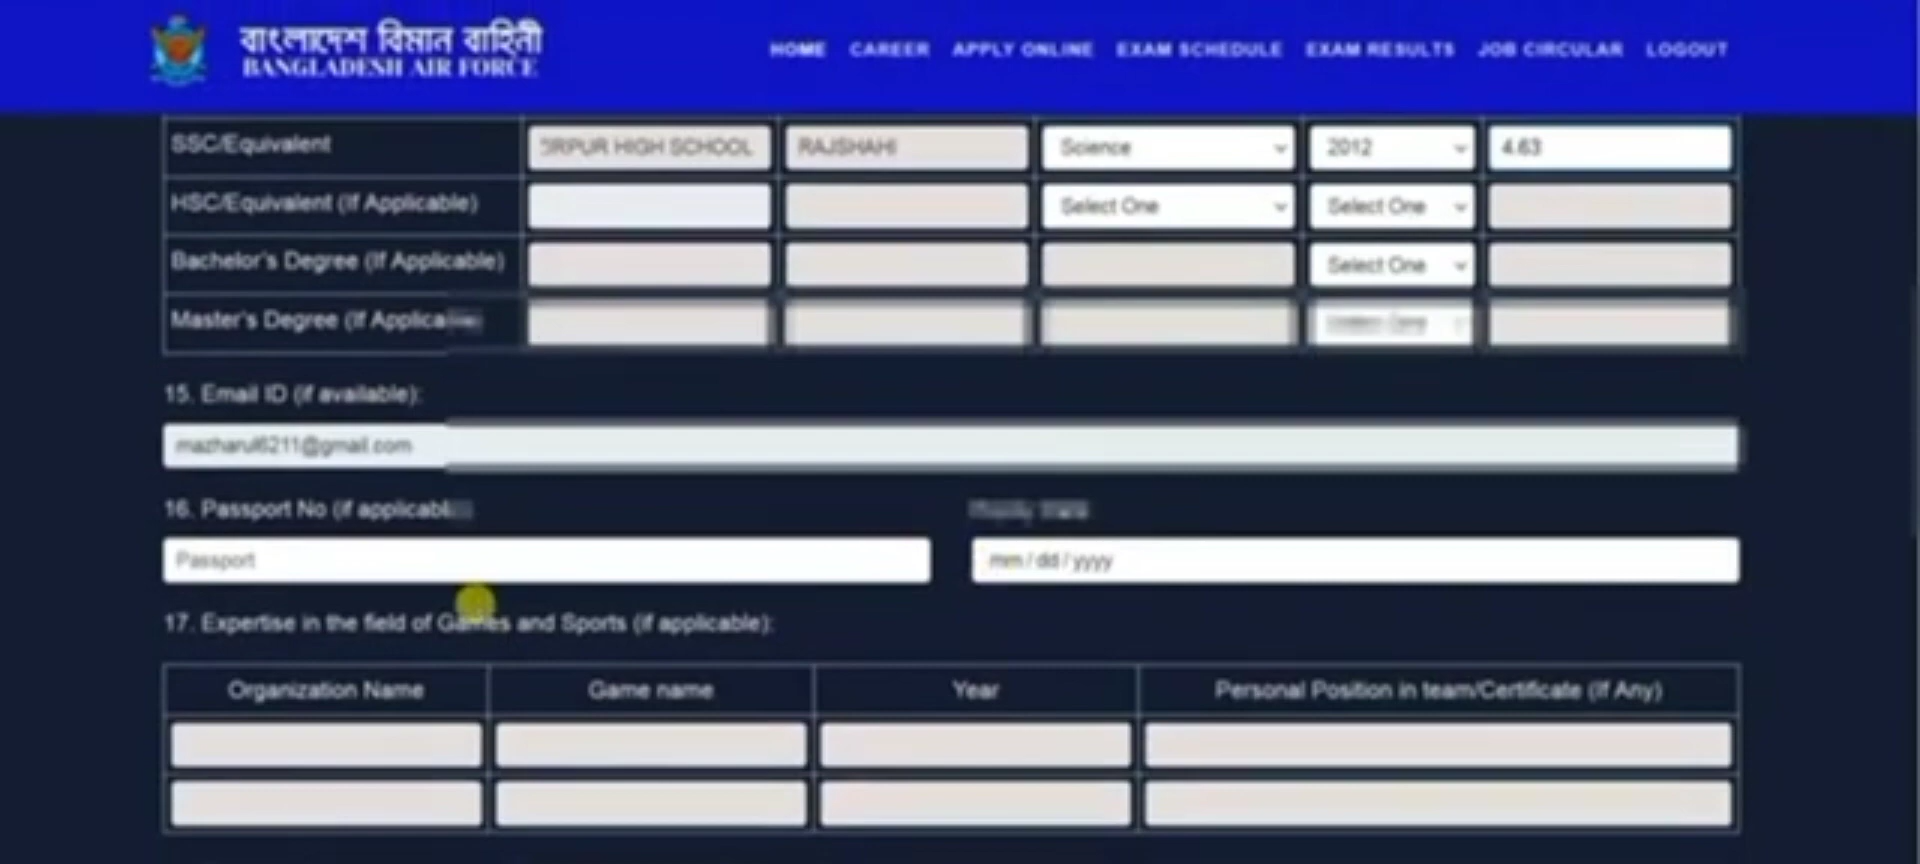 বাংলাদেশ বিমান বাহিনী
BANGLADESH AIR FORCE
HOME CAREER APPLY ONLINE EXAM SCHEDULE EXAM RESULTS JOB CIRCULAR LOGOUT
SSC/Equivalent HIGH SCHOOL RAJSHAHI Science 2012 4.63
HSC/Equivalent (If Applicable) Select One Select One
Bachelor's Degree (If Applicable) Select One
Master's Degree (If
15. Email ID (if available):
mazharul6211@gmail.com
16. Passport No (if
Passport mm / dd / yyyy
17. Expertise in the field of Games and Sports (if applicable):
Organization Name Game name Year Personal Position in team/Certificate (If Any)